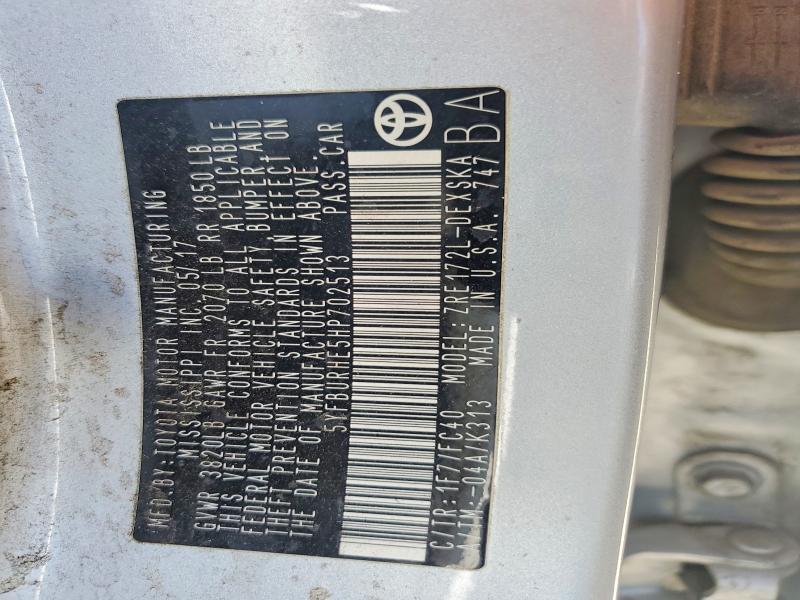 MFD.BY:TOYOTA MOTOR MANUFACTURING
MISSISSIPPI INC. 05/17
GVWR 3820LB GAWR FR 2070LB RR 1850LB
THIS VEHICLE CONFORMS TO ALL APPLICABLE
FEDERAL MOTOR VEHICLE SAFETY BUMPER AND
THEFT PREVENTION STANDARDS IN EFFECT ON
THE DATE OF MANUFACTURE SHOWN ABOVE.
5YFBURHE5HP702513 PASS.CAR
C/TR:1F7/FC40 MODEL:ZRE172L-DEXSKA
A/TM:-04A/K313 MADE IN U.S.A. 747
BA